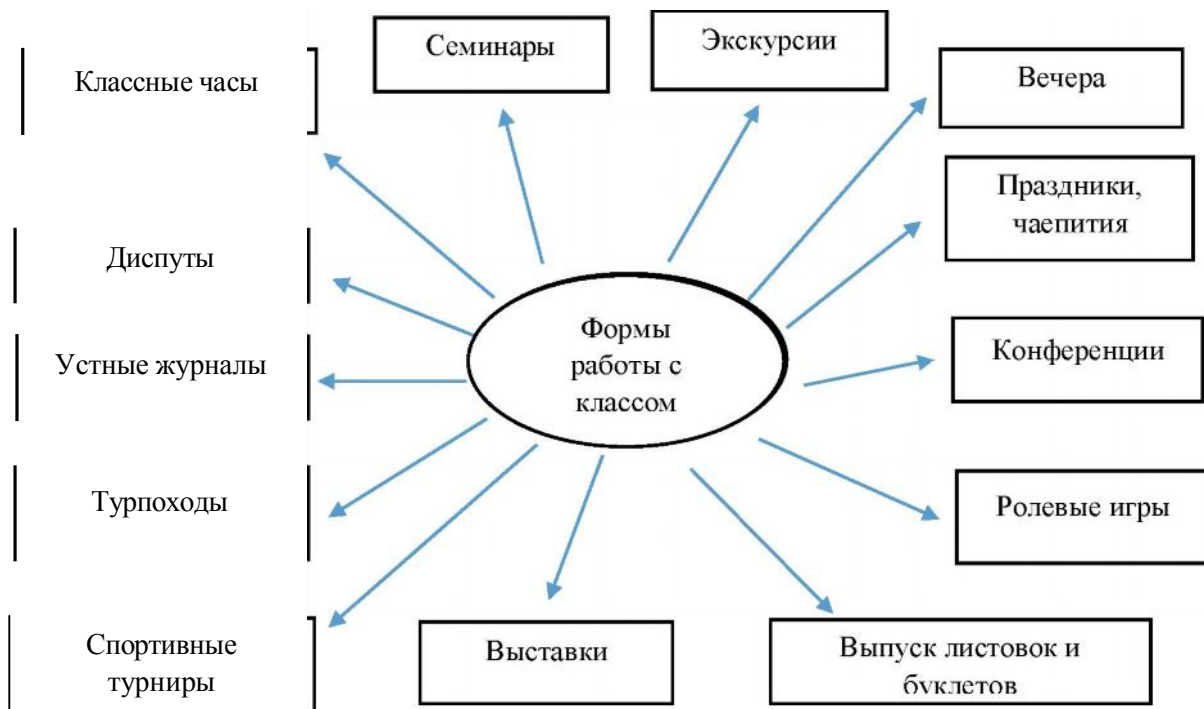 Семинары
Экскурсии
Классные часы
Вечера
Праздники,
чаепития
Диспуты
Формы
работы с
классом
Устные журналы
Конференции
Турпоходы
Ролевые игры
Спортивные
турниры
Выставки
Выпуск листовок и
буклетов